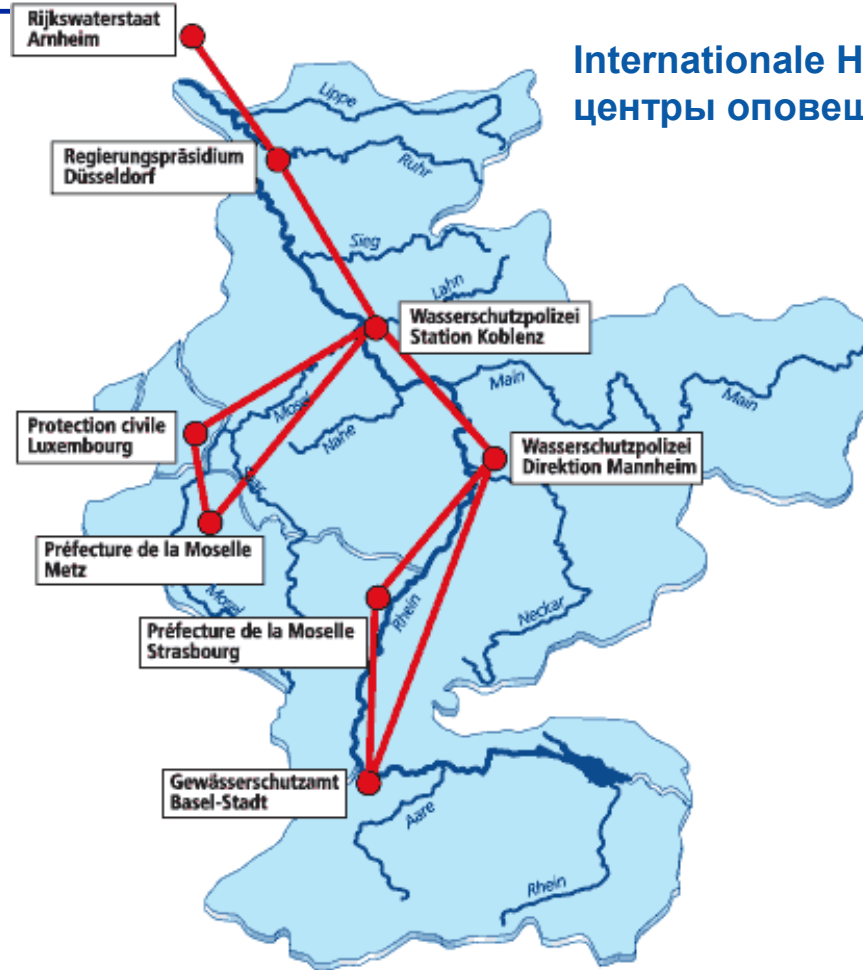 Rijkswaterstaat
Arnheim
Internationale H
центры оповещ
Lippe
Regierungspräsidium
Düsseldorf
Ruhr
Sieg
Lahn
Wasserschutzpolizei
Station Koblenz
Main
Main
Mosel
Nahe
Protection civile
Luxembourg
Wasserschutzpolizei
Direktion Mannheim
Saar
Préfecture de la Moselle
Metz
Mosel
Rhein
Neckar
Préfecture de la Moselle
Strasbourg
Gewässerschutzamt
Basel-Stadt
Aare
Rhein